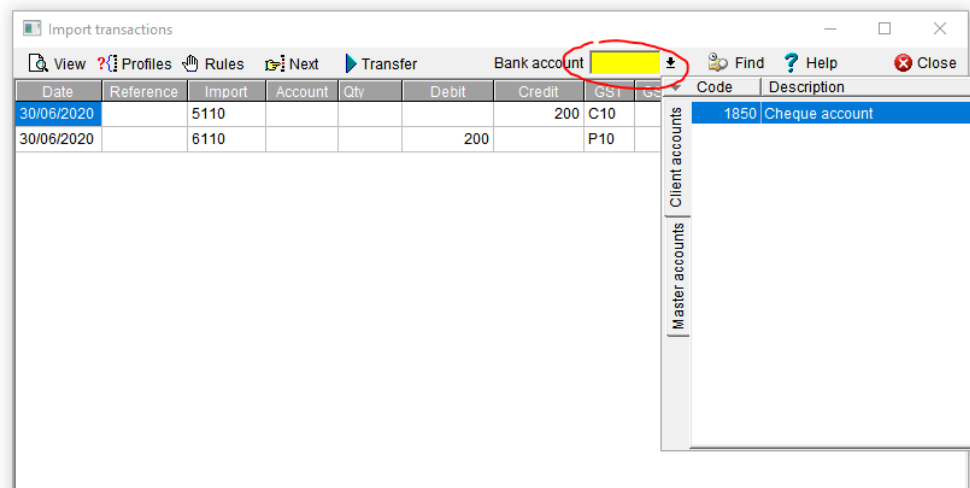 Import transactions
View ?{} Profiles Rules Next Transfer Bank account Find ? Help Close
Date Reference Import Account Qty Debit Credit GST GS Code Description
30/06/2020 5110 200 C10 1850 Cheque account
30/06/2020 6110 200 P10
Client accounts
Master accounts